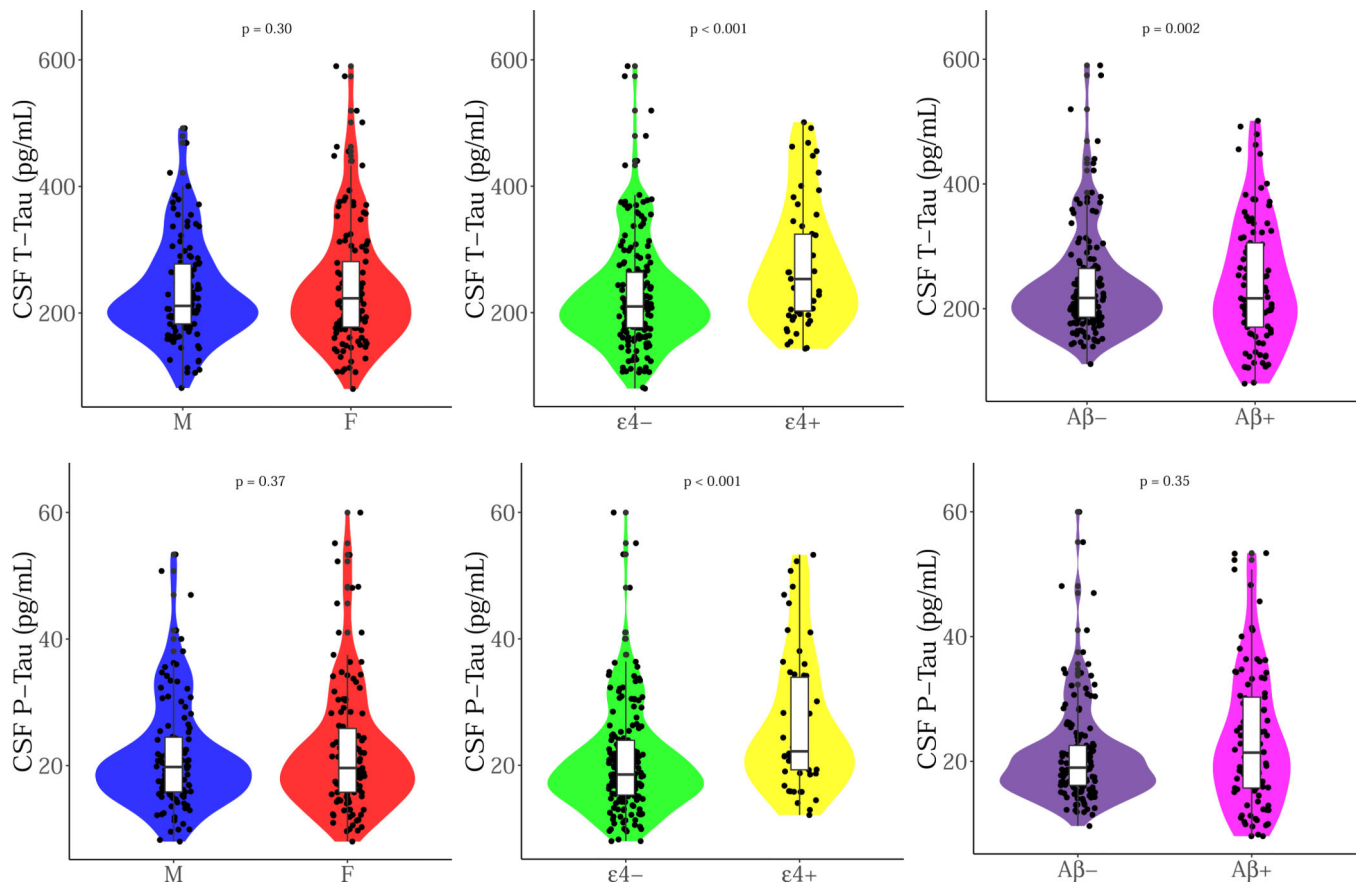 p = 0.30
600
400
200
CSF T−Tau (pg/mL)
M
F
p < 0.001
600
400
200
CSF T−Tau (pg/mL)
ε4−
ε4+
p = 0.002
600
400
200
CSF T−Tau (pg/mL)
Aβ−
Aβ+
p = 0.37
60
40
20
CSF P−Tau (pg/mL)
M
F
p < 0.001
60
40
20
CSF P−Tau (pg/mL)
ε4−
ε4+
p = 0.35
60
40
20
CSF P−Tau (pg/mL)
Aβ−
Aβ+